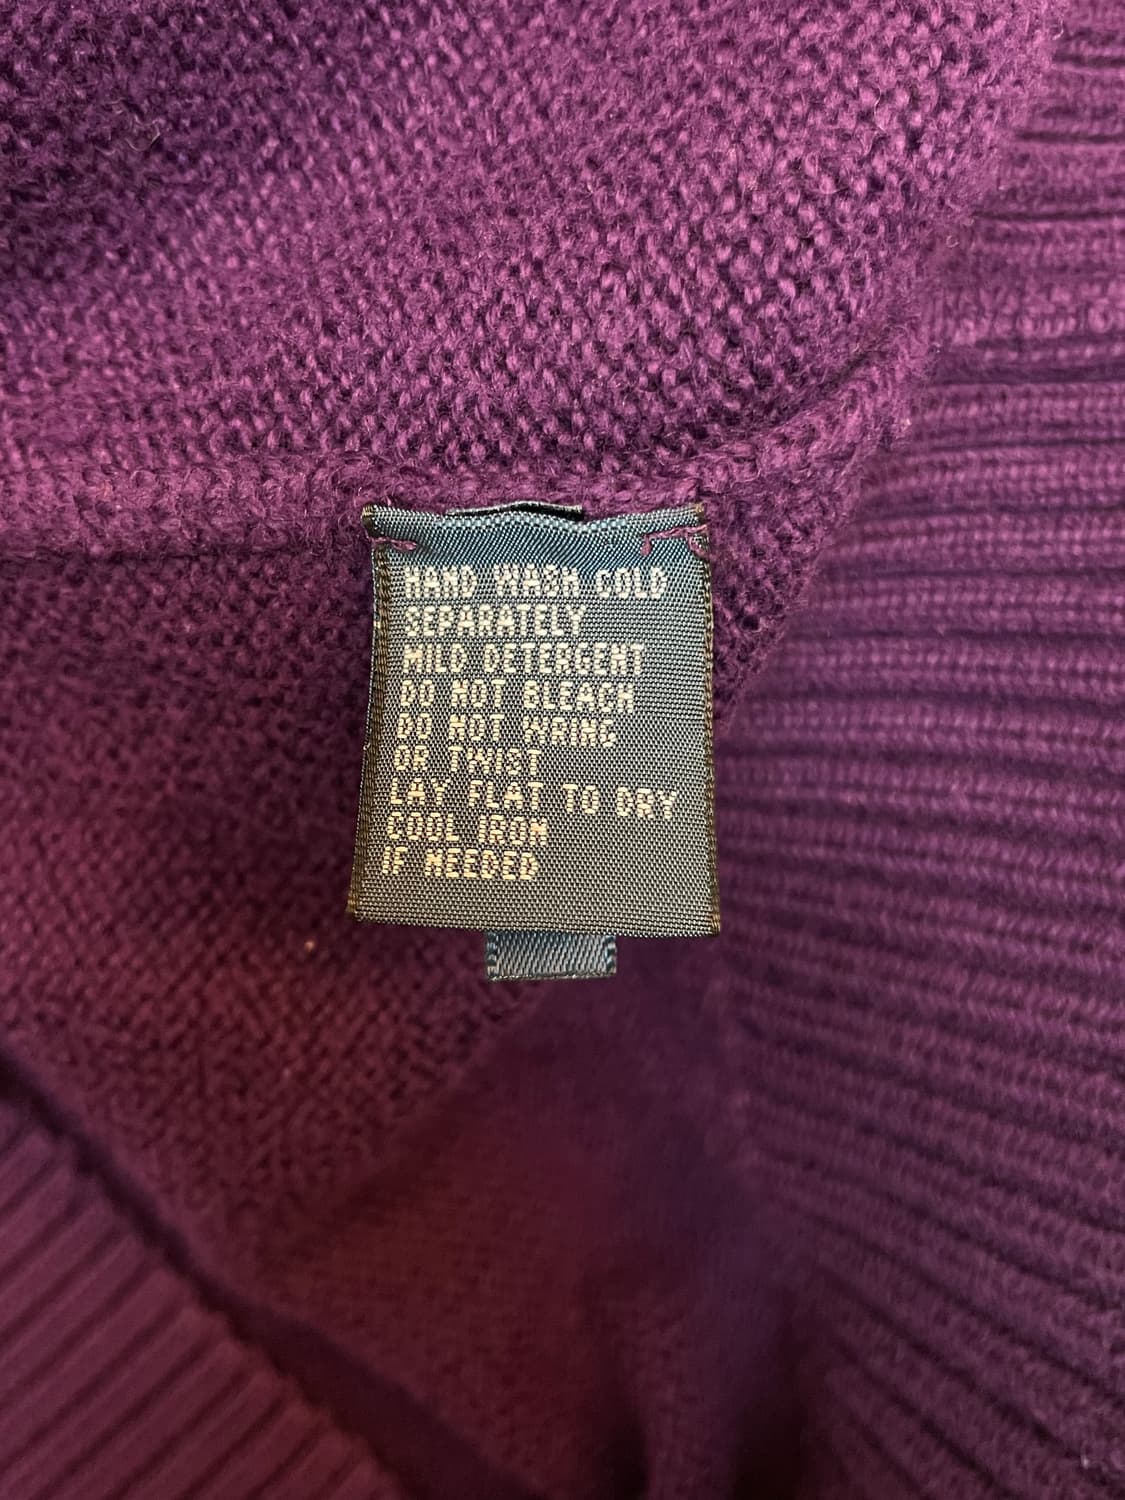 HAND WASH COLD
SEPARATELY
MILD DETERGENT
DO NOT BLEACH
DO NOT WRING
OR TWIST
LAY FLAT TO DRY
COOL IRON
IF NEEDED